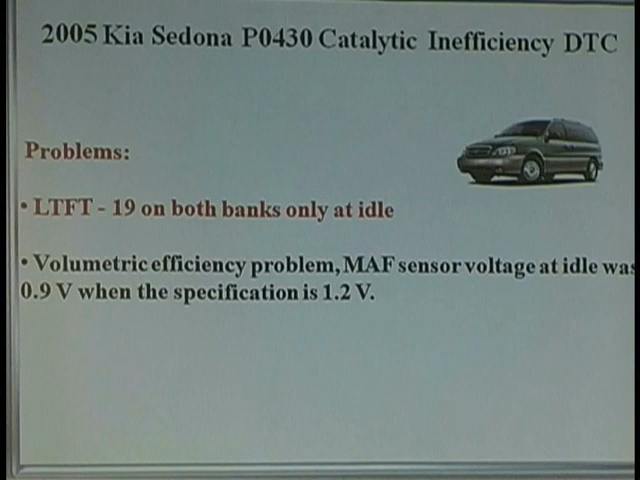 2005 Kia Sedona P0430 Catalytic Inefficiency DTC
Problems:
• LTFT - 19 on both banks only at idle
• Volumetric efficiency problem, MAF sensor voltage at idle was
0.9 V when the specification is 1.2 V.